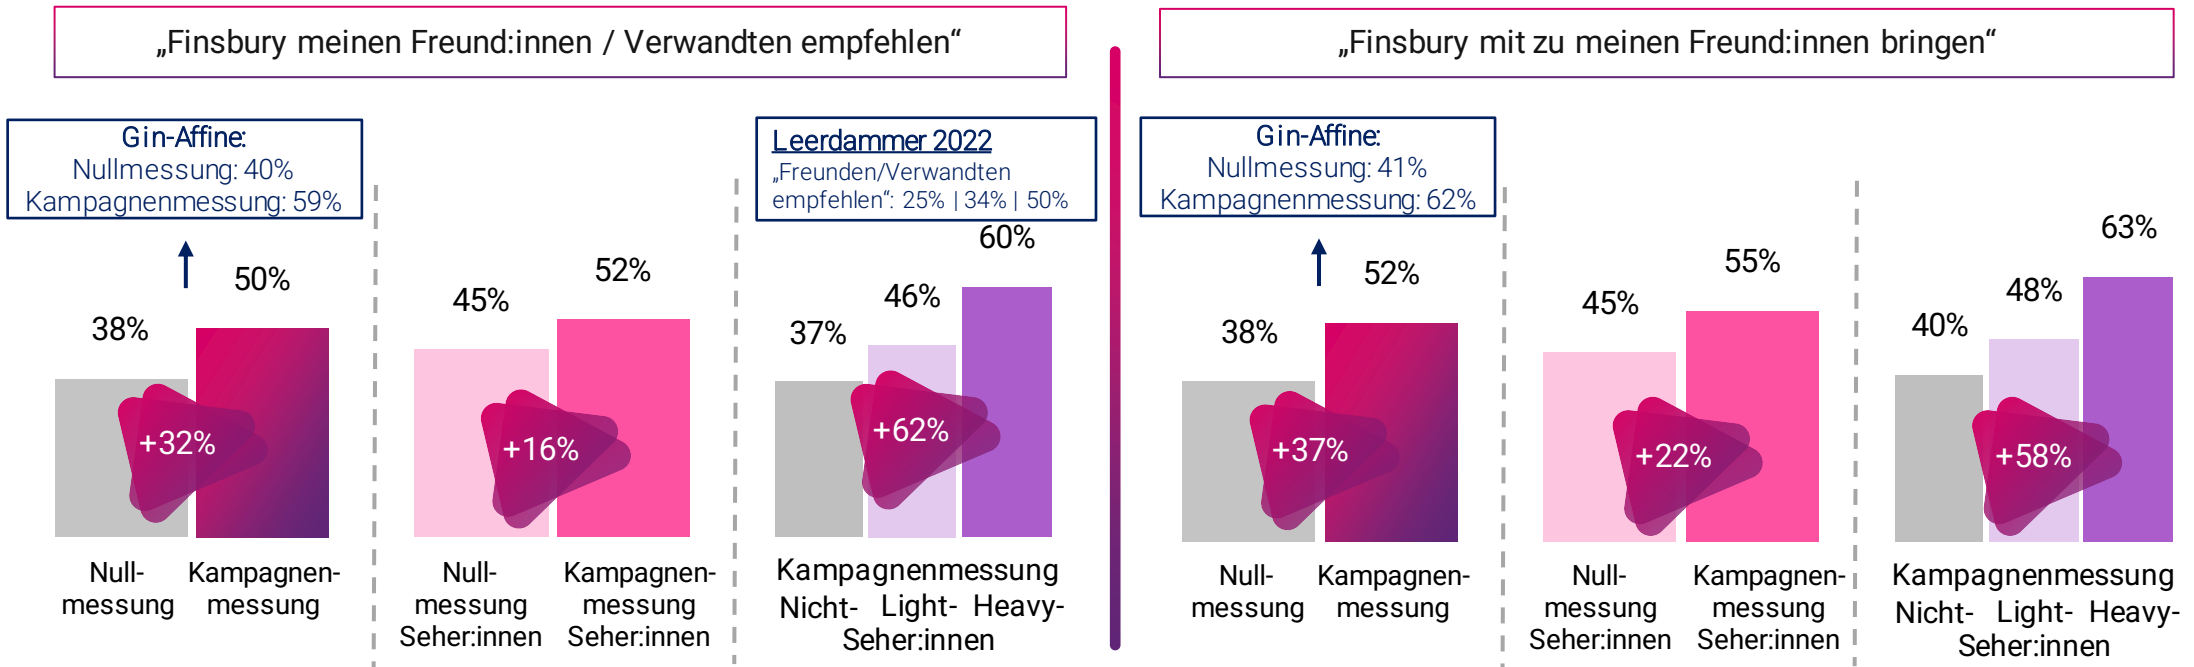 „Finsbury meinen Freund:innen / Verwandten empfehlen“
Gin-Affine:
Nullmessung: 40%
Kampagnenmessung: 59%
38%
50%
+32%
Null-
messung
Kampagnen-
messung
45%
52%
+16%
Null-
messung
Seher:innen
Kampagnen-
messung
Seher:innen
Leerdammer 2022
„Freunden/Verwandten
empfehlen“: 25% | 34% | 50%
37%
46%
60%
+62%
Kampagnenmessung
Nicht- Light- Heavy-
Seher:innen
„Finsbury mit zu meinen Freund:innen bringen“
Gin-Affine:
Nullmessung: 41%
Kampagnenmessung: 62%
38%
52%
+37%
Null-
messung
Kampagnen-
messung
45%
55%
+22%
Null-
messung
Seher:innen
Kampagnen-
messung
Seher:innen
40%
48%
63%
+58%
Kampagnenmessung
Nicht- Light- Heavy-
Seher:innen